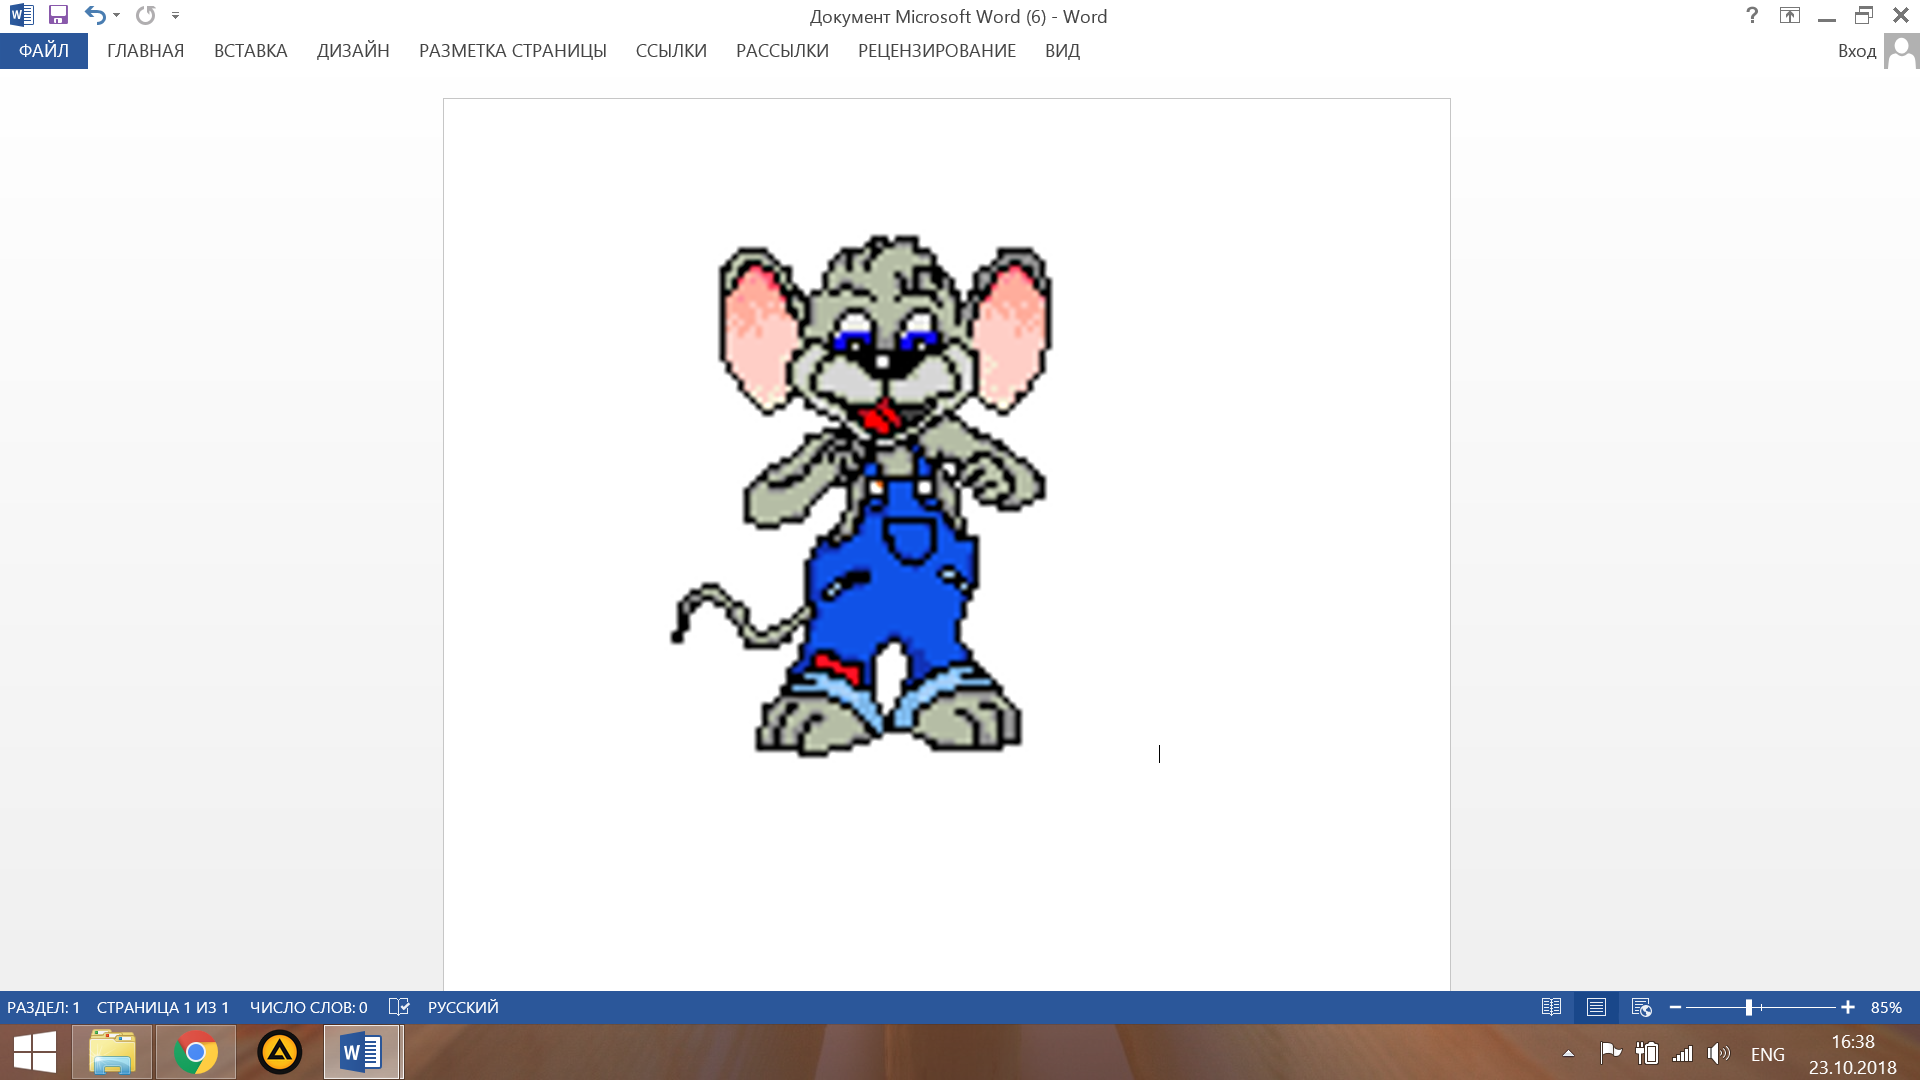 Документ Microsoft Word (6) - Word
ФАЙЛ ГЛАВНАЯ ВСТАВКА ДИЗАЙН РАЗМЕТКА СТРАНИЦЫ ССЫЛКИ РАССЫЛКИ РЕЦЕНЗИРОВАНИЕ ВИД Вход
РАЗДЕЛ: 1 СТРАНИЦА 1 ИЗ 1 ЧИСЛО СЛОВ: 0 РУССКИЙ 85%
ENG 16:38
23.10.2018